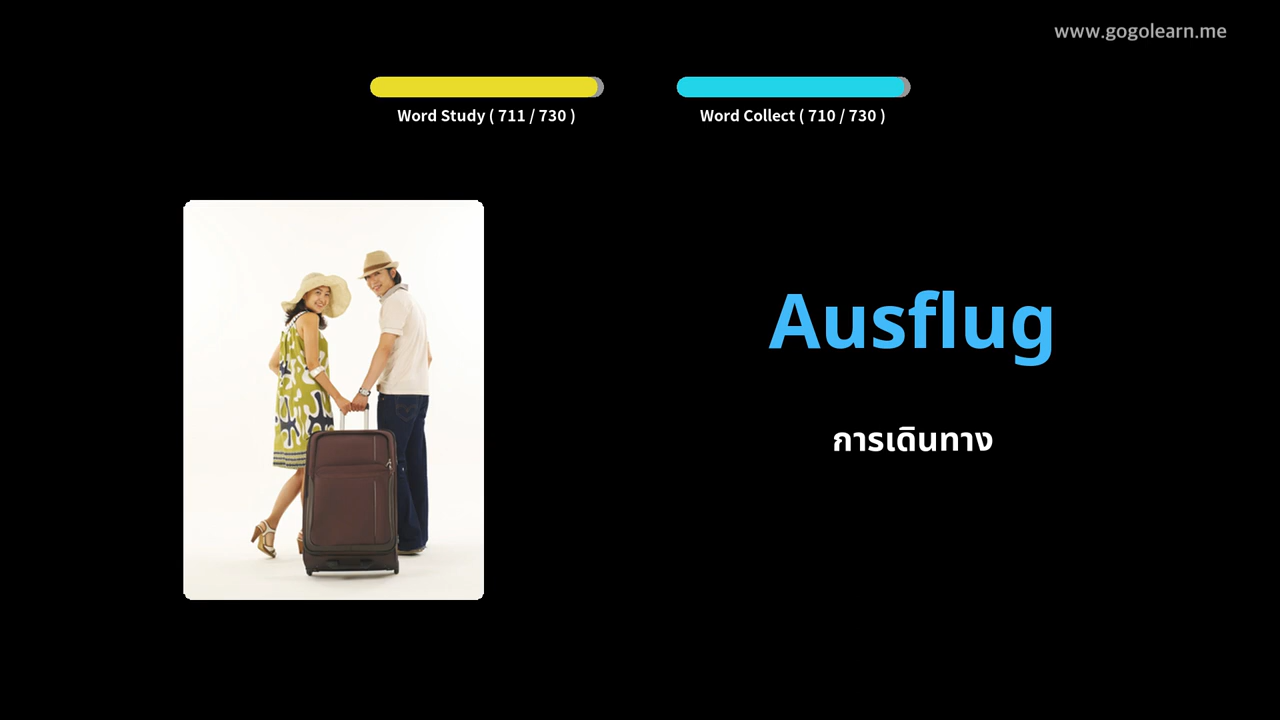 www.gogolearn.me
Word Study ( 711 / 730 )
Word Collect ( 710 / 730 )
Ausflug
การเดินทาง